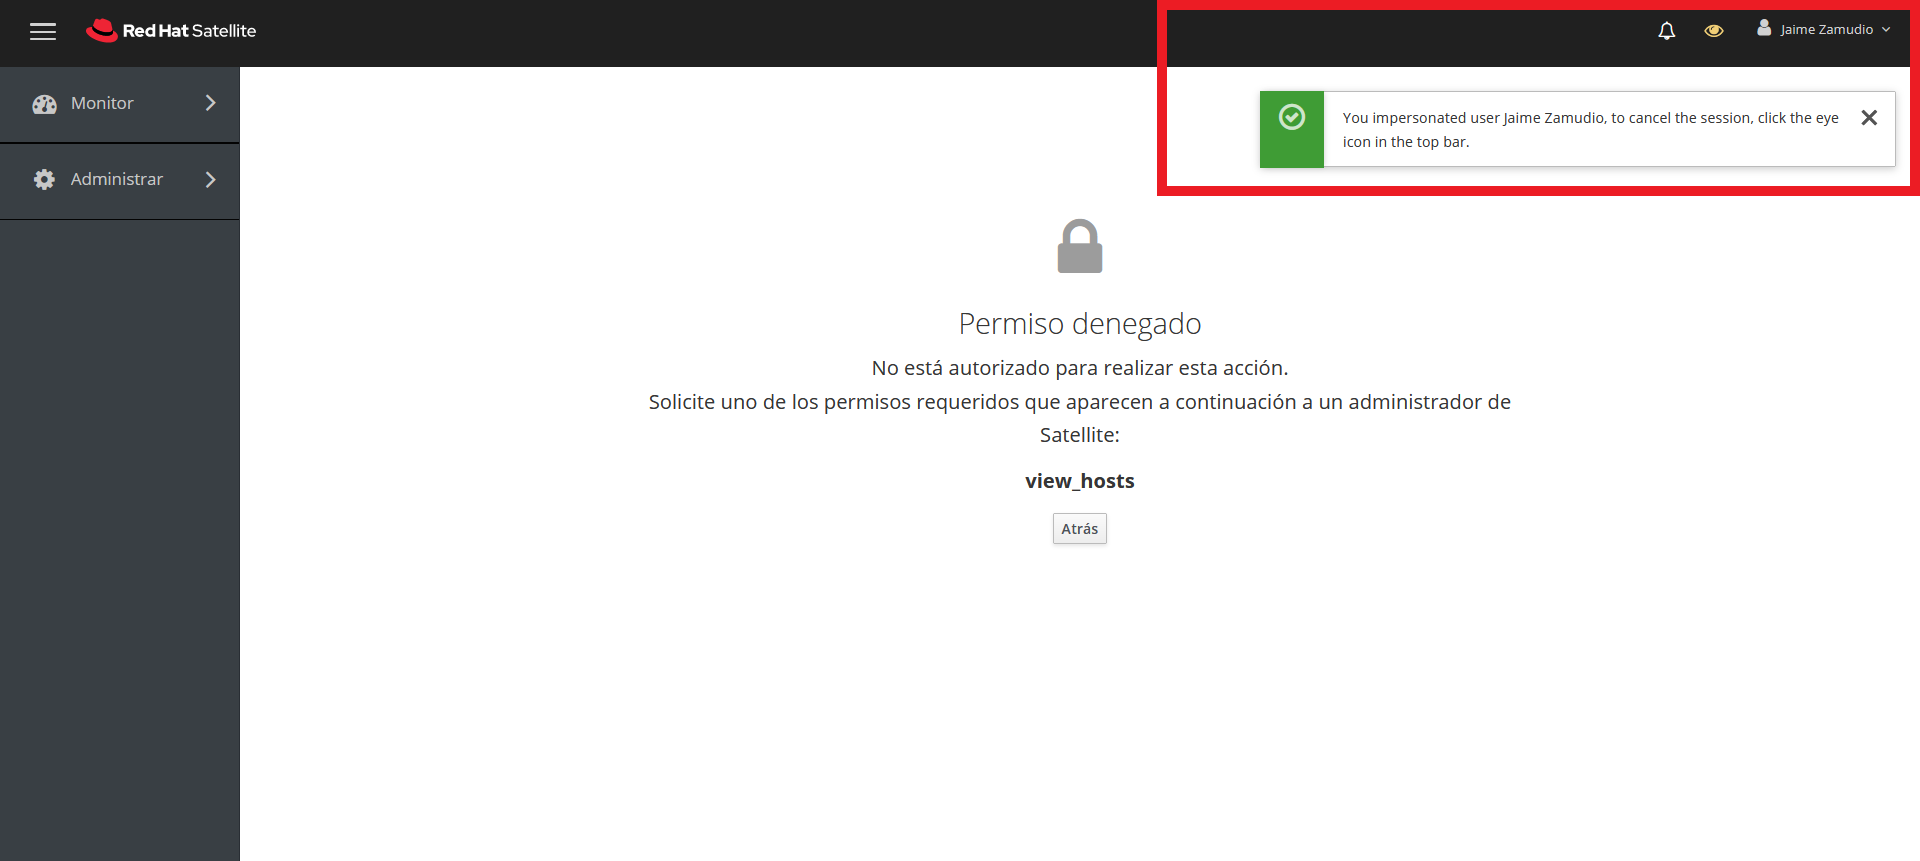 Red Hat Satellite
Jaime Zamudio
Monitor
Administrar
You impersonated user Jaime Zamudio, to cancel the session, click the eye
icon in the top bar.
Permiso denegado
No está autorizado para realizar esta acción.
Solicite uno de los permisos requeridos que aparecen a continuación a un administrador de
Satellite:
view_hosts
Atrás